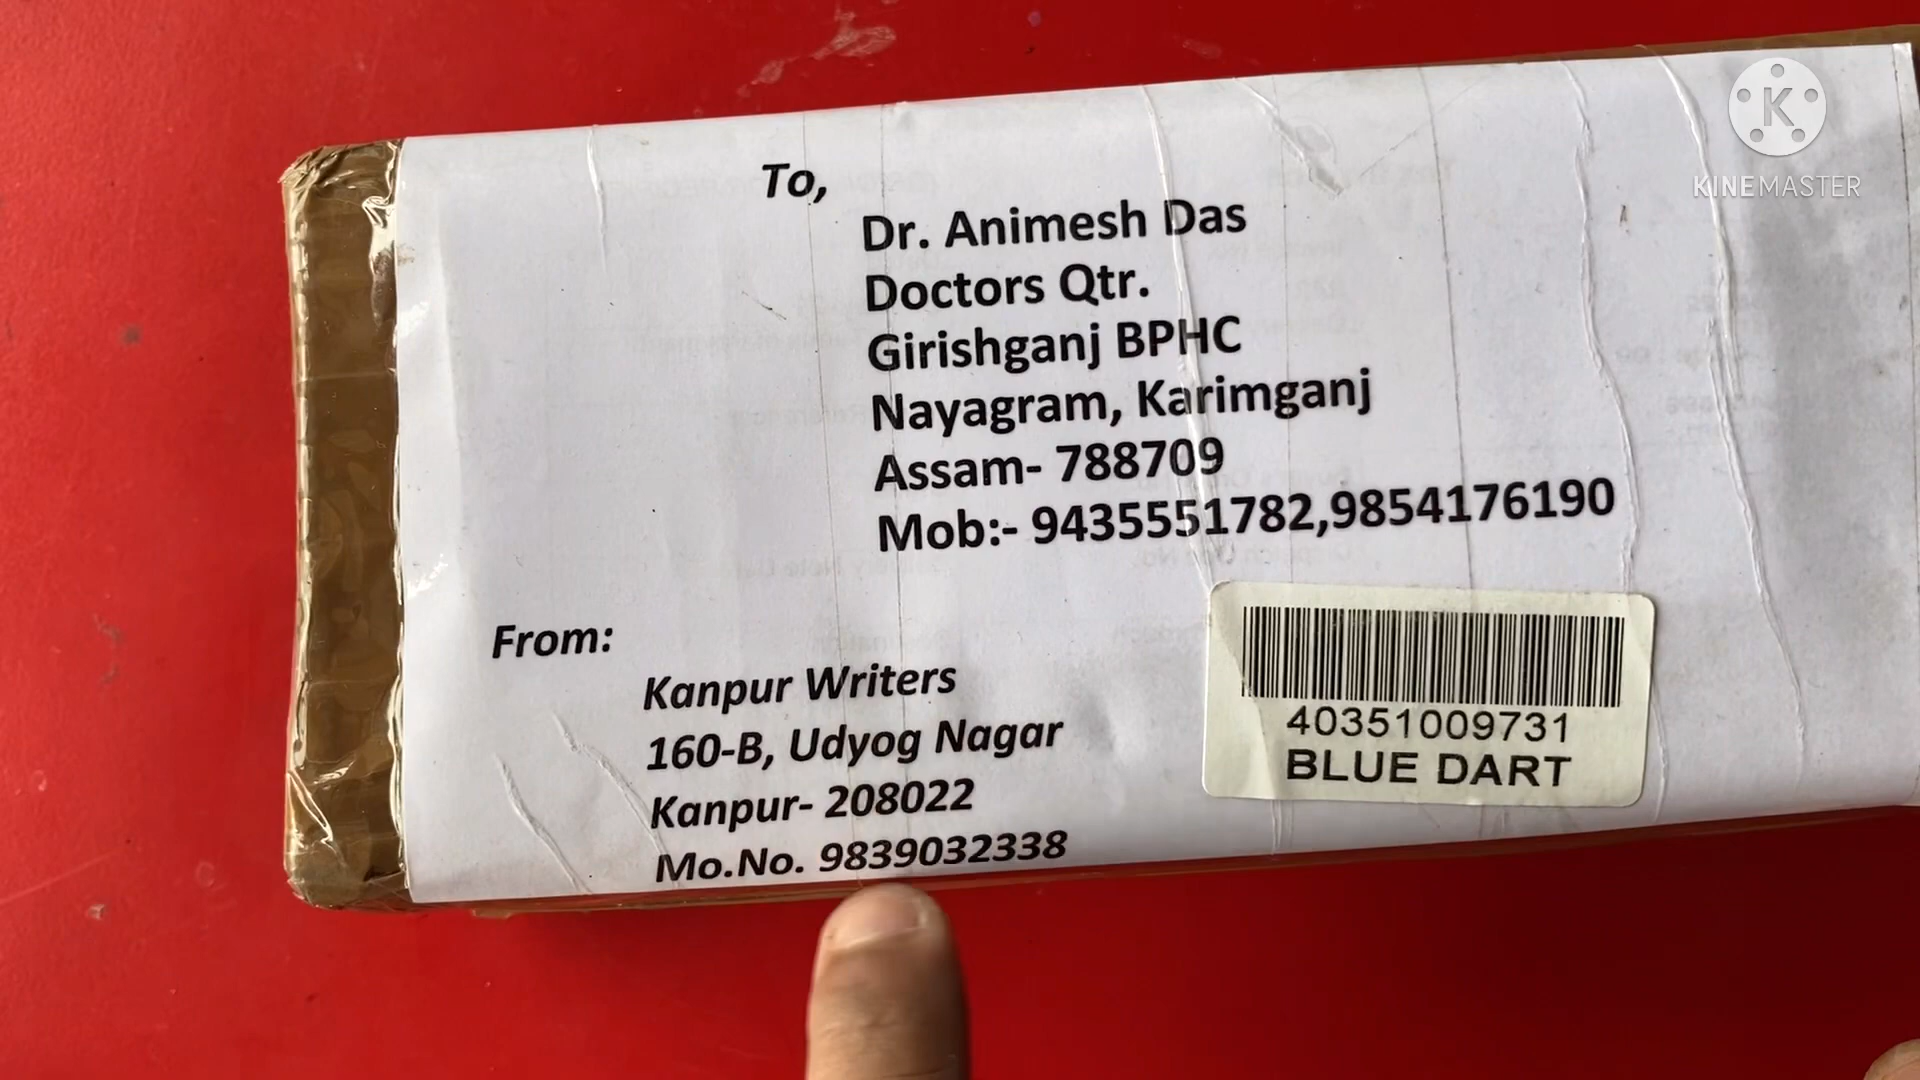 To,
Dr. Animesh Das
Doctors Qtr.
Girishganj BPHC
Nayagram, Karimganj
Assam- 788709
Mob:- 9435551782,9854176190
From:
Kanpur Writers
160-B, Udyog Nagar
Kanpur- 208022
Mo.No. 9839032338
40351009731
BLUE DART
K
KINEMASTER